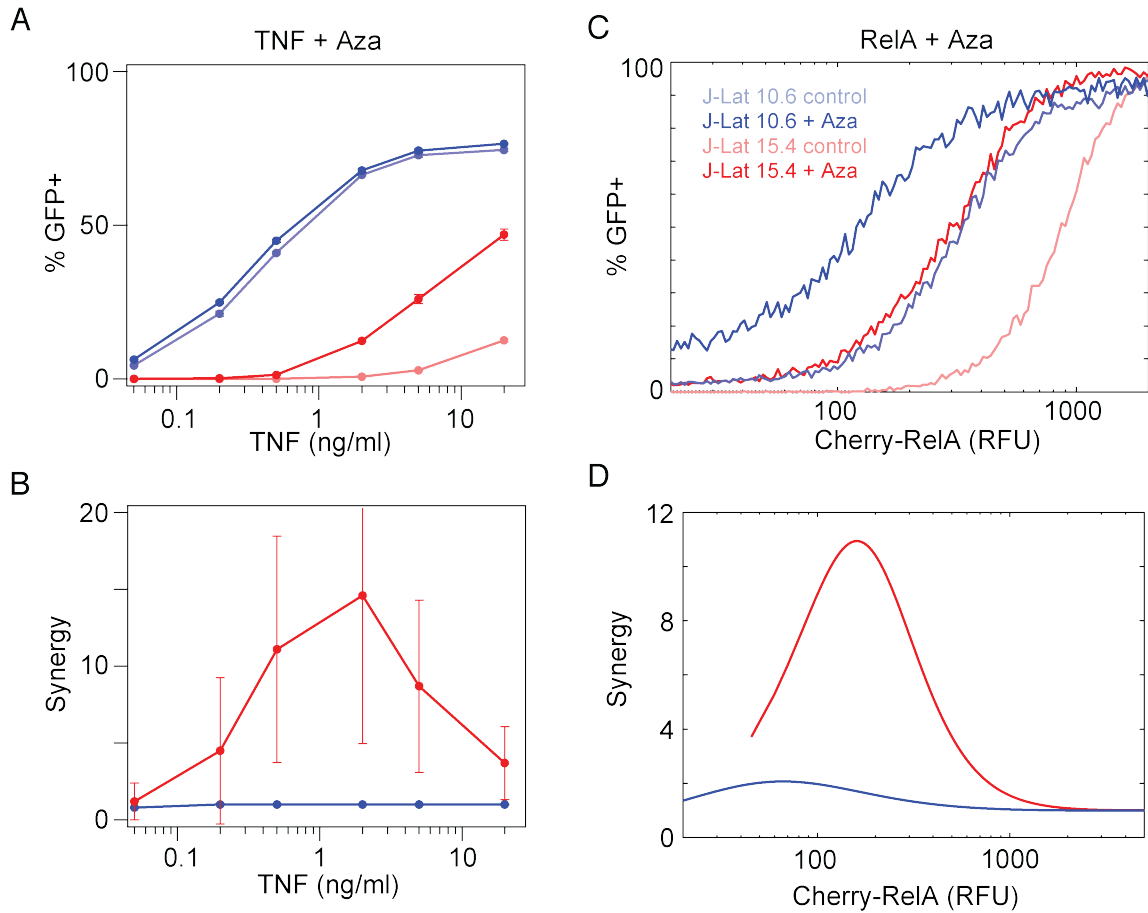 A
TNF + Aza
100
50
0
% GFP+
0.1 1 10
TNF (ng/ml)
B
20
10
0
Synergy
0.1 1 10
TNF (ng/ml)
C
RelA + Aza
100
0
% GFP+
J-Lat 10.6 control
J-Lat 10.6 + Aza
J-Lat 15.4 control
J-Lat 15.4 + Aza
100 1000
Cherry-RelA (RFU)
D
12
8
4
0
Synergy
100 1000
Cherry-RelA (RFU)